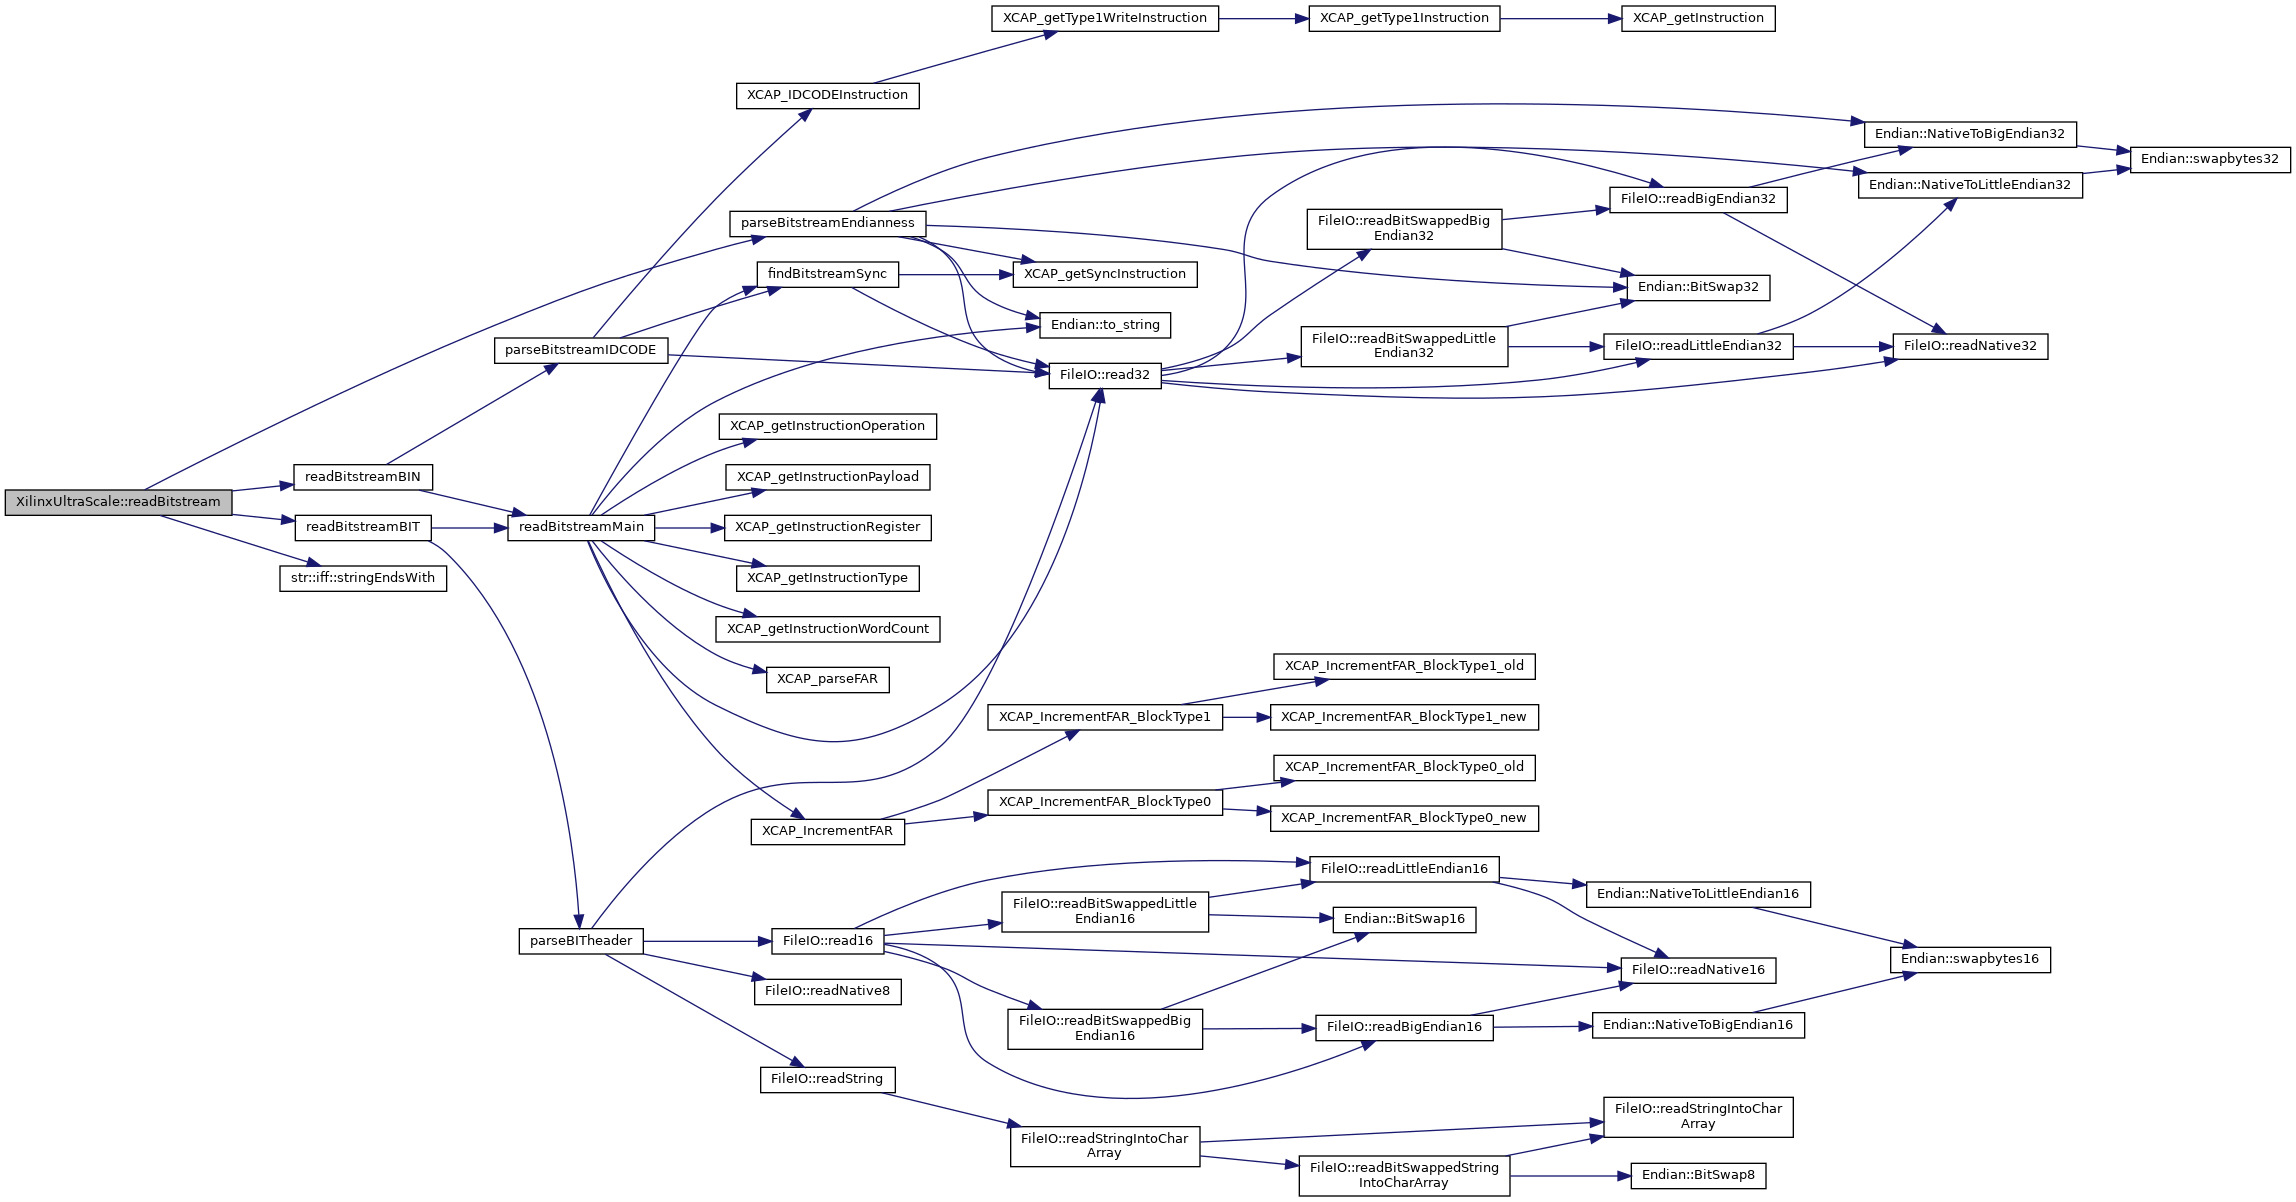 XCAP_getType1WriteInstruction
XCAP_getType1Instruction
XCAP_getInstruction
XCAP_IDCODEInstruction
Endian::NativeToBigEndian32
Endian::swapbytes32
Endian::NativeToLittleEndian32
FileIO::readBigEndian32
parseBitstreamEndianness
FileIO::readBitSwappedBig
Endian32
findBitstreamSync
XCAP_getSyncInstruction
Endian::BitSwap32
Endian::to_string
parseBitstreamIDCODE
FileIO::readBitSwappedLittle
Endian32
FileIO::readLittleEndian32
FileIO::readNative32
FileIO::read32
XCAP_getInstructionOperation
readBitstreamBIN
XCAP_getInstructionPayload
XilinxUltraScale::readBitstream
readBitstreamBIT
readBitstreamMain
XCAP_getInstructionRegister
str::iff::stringEndsWith
XCAP_getInstructionType
XCAP_getInstructionWordCount
XCAP_parseFAR
XCAP_IncrementFAR_BlockType1_old
XCAP_IncrementFAR_BlockType1
XCAP_IncrementFAR_BlockType1_new
XCAP_IncrementFAR_BlockType0_old
XCAP_IncrementFAR_BlockType0
XCAP_IncrementFAR_BlockType0_new
XCAP_IncrementFAR
FileIO::readLittleEndian16
Endian::NativeToLittleEndian16
FileIO::readBitSwappedLittle
Endian16
Endian::BitSwap16
parseBITheader
FileIO::read16
Endian::swapbytes16
FileIO::readNative16
FileIO::readNative8
FileIO::readBitSwappedBig
Endian16
FileIO::readBigEndian16
Endian::NativeToBigEndian16
FileIO::readString
FileIO::readStringIntoChar
Array
FileIO::readStringIntoChar
Array
FileIO::readBitSwappedString
IntoCharArray
Endian::BitSwap8